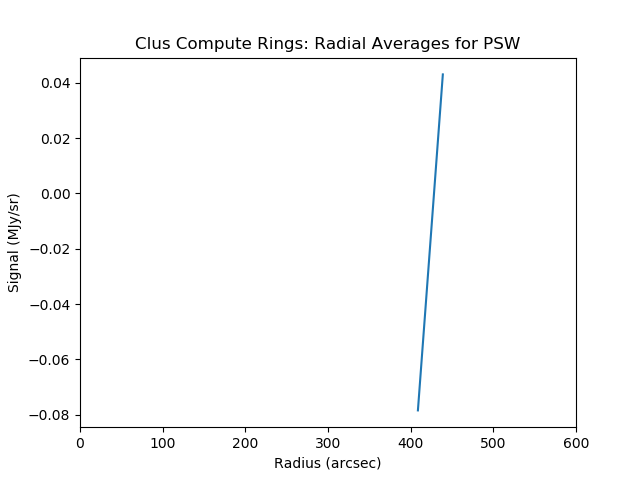 Clus Compute Rings: Radial Averages for PSW
0.04
0.02
0.00
−0.02
−0.04
−0.06
−0.08
Signal (MJy/sr)
0 100 200 300 400 500 600
Radius (arcsec)